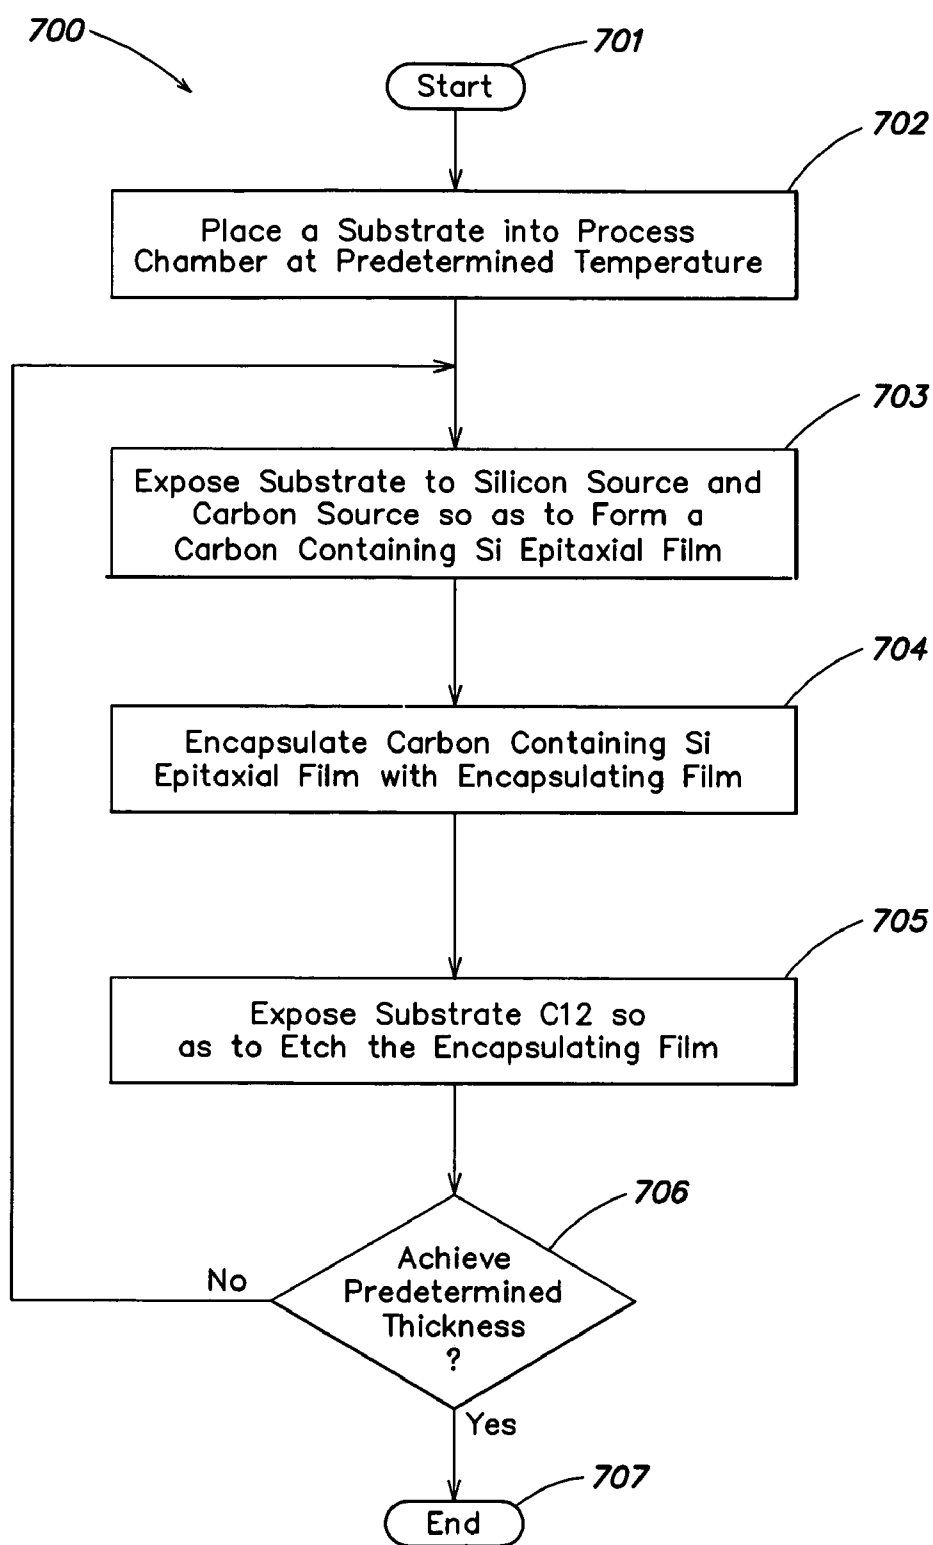 700
701
Start
702
Place a Substrate into Process
Chamber at Predetermined Temperature
703
Expose Substrate to Silicon Source and
Carbon Source so as to Form a
Carbon Containing Si Epitaxial Film
704
Encapsulate Carbon Containing Si
Epitaxial Film with Encapsulating Film
705
Expose Substrate C12 so
as to Etch the Encapsulating Film
706
Achieve
Predetermined
Thickness
?
No
Yes
707
End